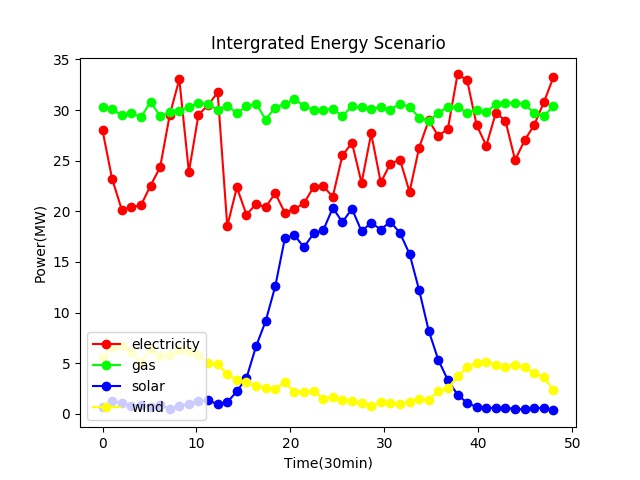 Intergrated Energy Scenario
Power(MW)
35
30
25
20
15
10
5
0
electricity
gas
solar
wind
0 10 20 30 40 50
Time(30min)